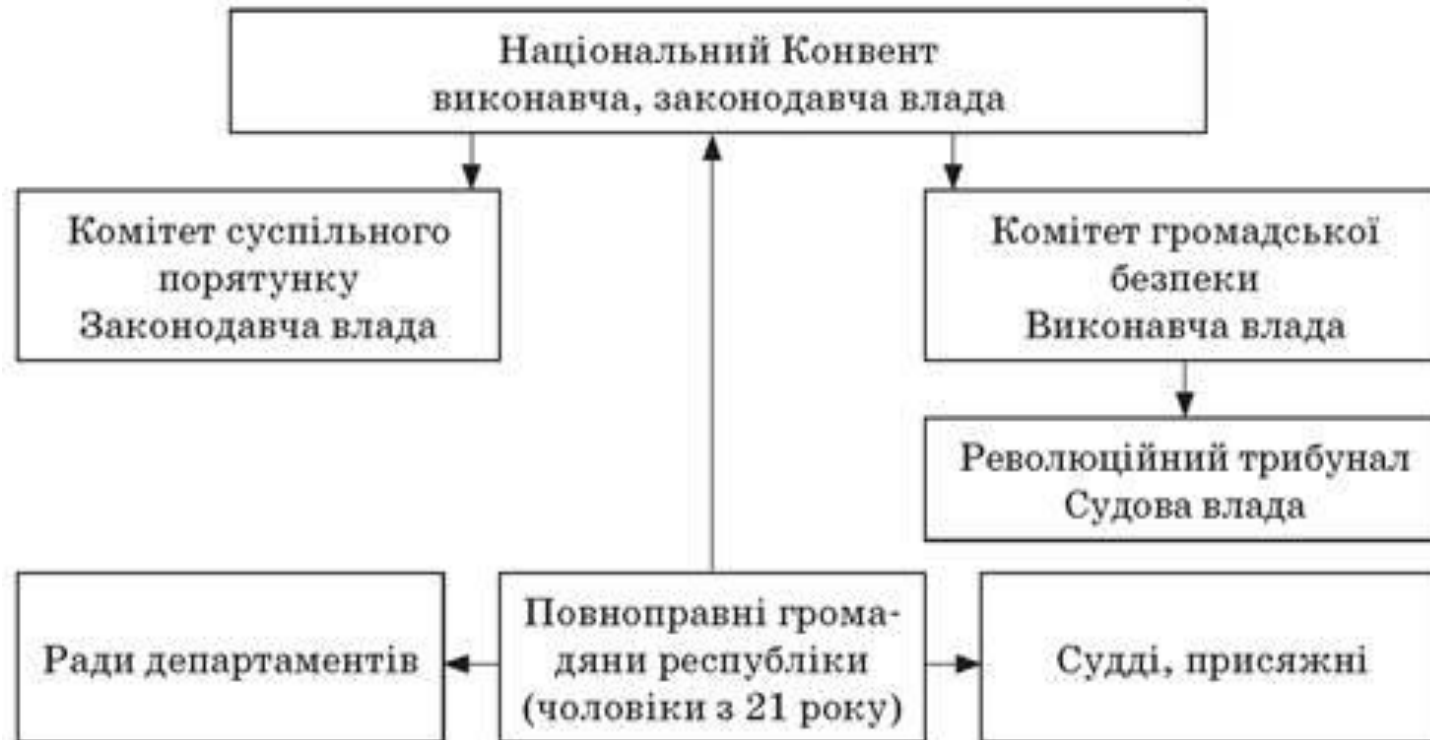 Національний Конвент
виконавча, законодавча влада
Комітет суспільного
порятунку
Законодавча влада
Комітет громадської
безпеки
Виконавча влада
Революційний трибунал
Судова влада
Ради департаментів
Повноправні грома-
дяни республіки
(чоловіки з 21 року)
Судді, присяжні